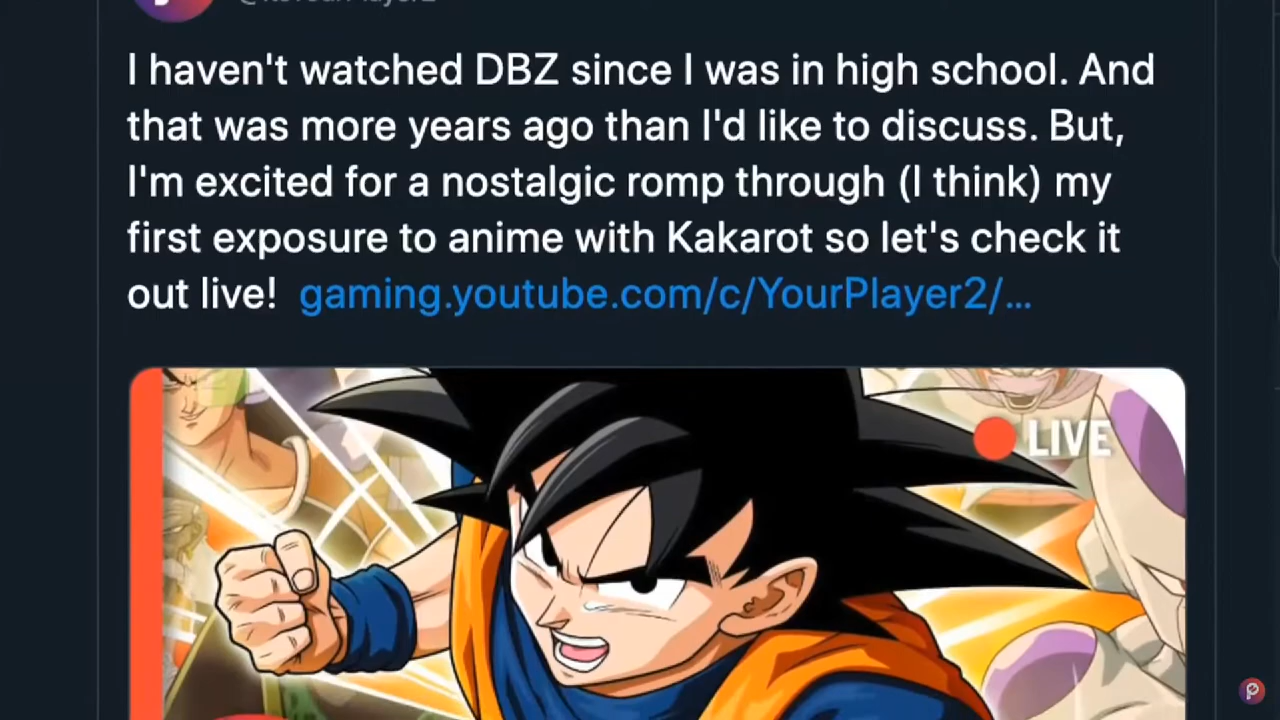 I haven't watched DBZ since I was in high school. And
that was more years ago than I'd like to discuss. But,
I'm excited for a nostalgic romp through (I think) my
first exposure to anime with Kakarot so let's check it
out live! gaming.youtube.com/c/YourPlayer2/...
LIVE